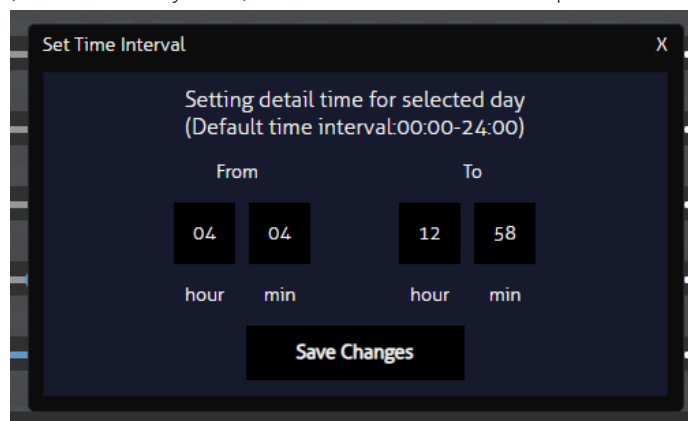 Set Time Interval X
Setting detail time for selected day
(Default time interval:00:00-24:00)
From To
04 04 12 58
hour min hour min
Save Changes